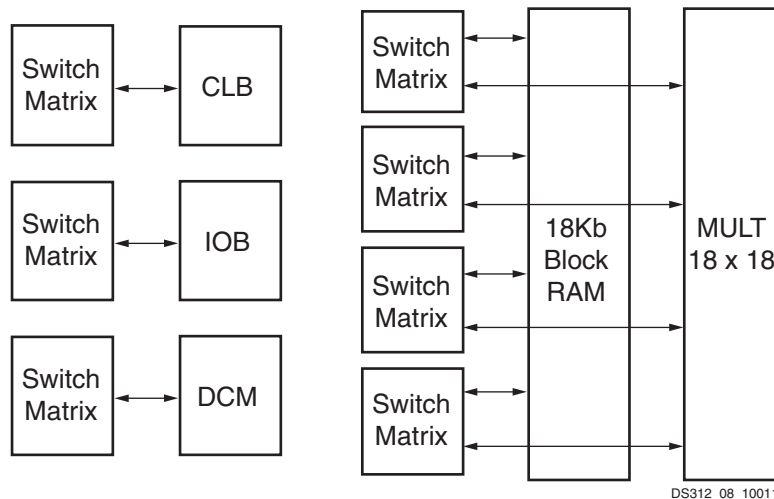 Switch
Matrix
CLB
Switch
Matrix
IOB
Switch
Matrix
DCM
Switch
Matrix
Switch
Matrix
Switch
Matrix
Switch
Matrix
18Kb
Block
RAM
MULT
18 x 18
DS312_08_10011